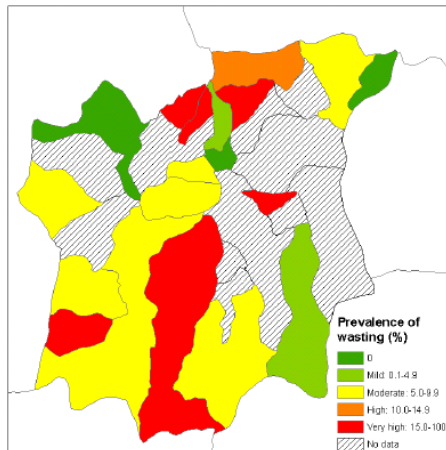 Prevalence of
wasting (%)
0
Mild: 0.1-4.9
Moderate: 5.0-9.9
High: 10.0-14.9
Very high: 15.0-100
No data